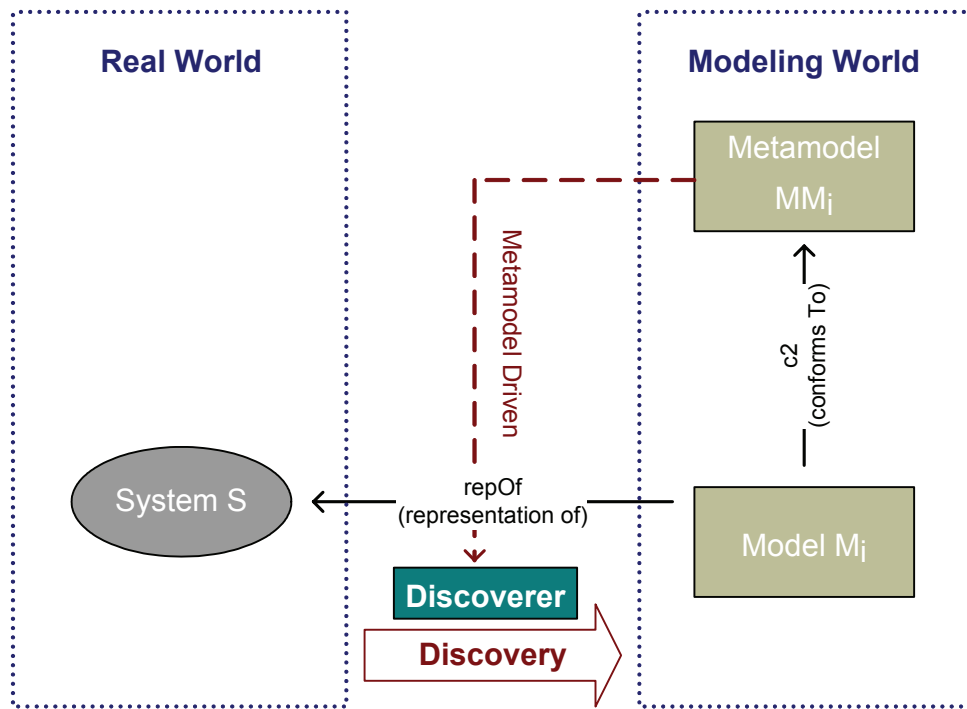 Real World
Modeling World
Metamodel
MMi
Metamodel Driven
c2
(conforms To)
System S
repOf
(representation of)
Model Mi
Discoverer
Discovery